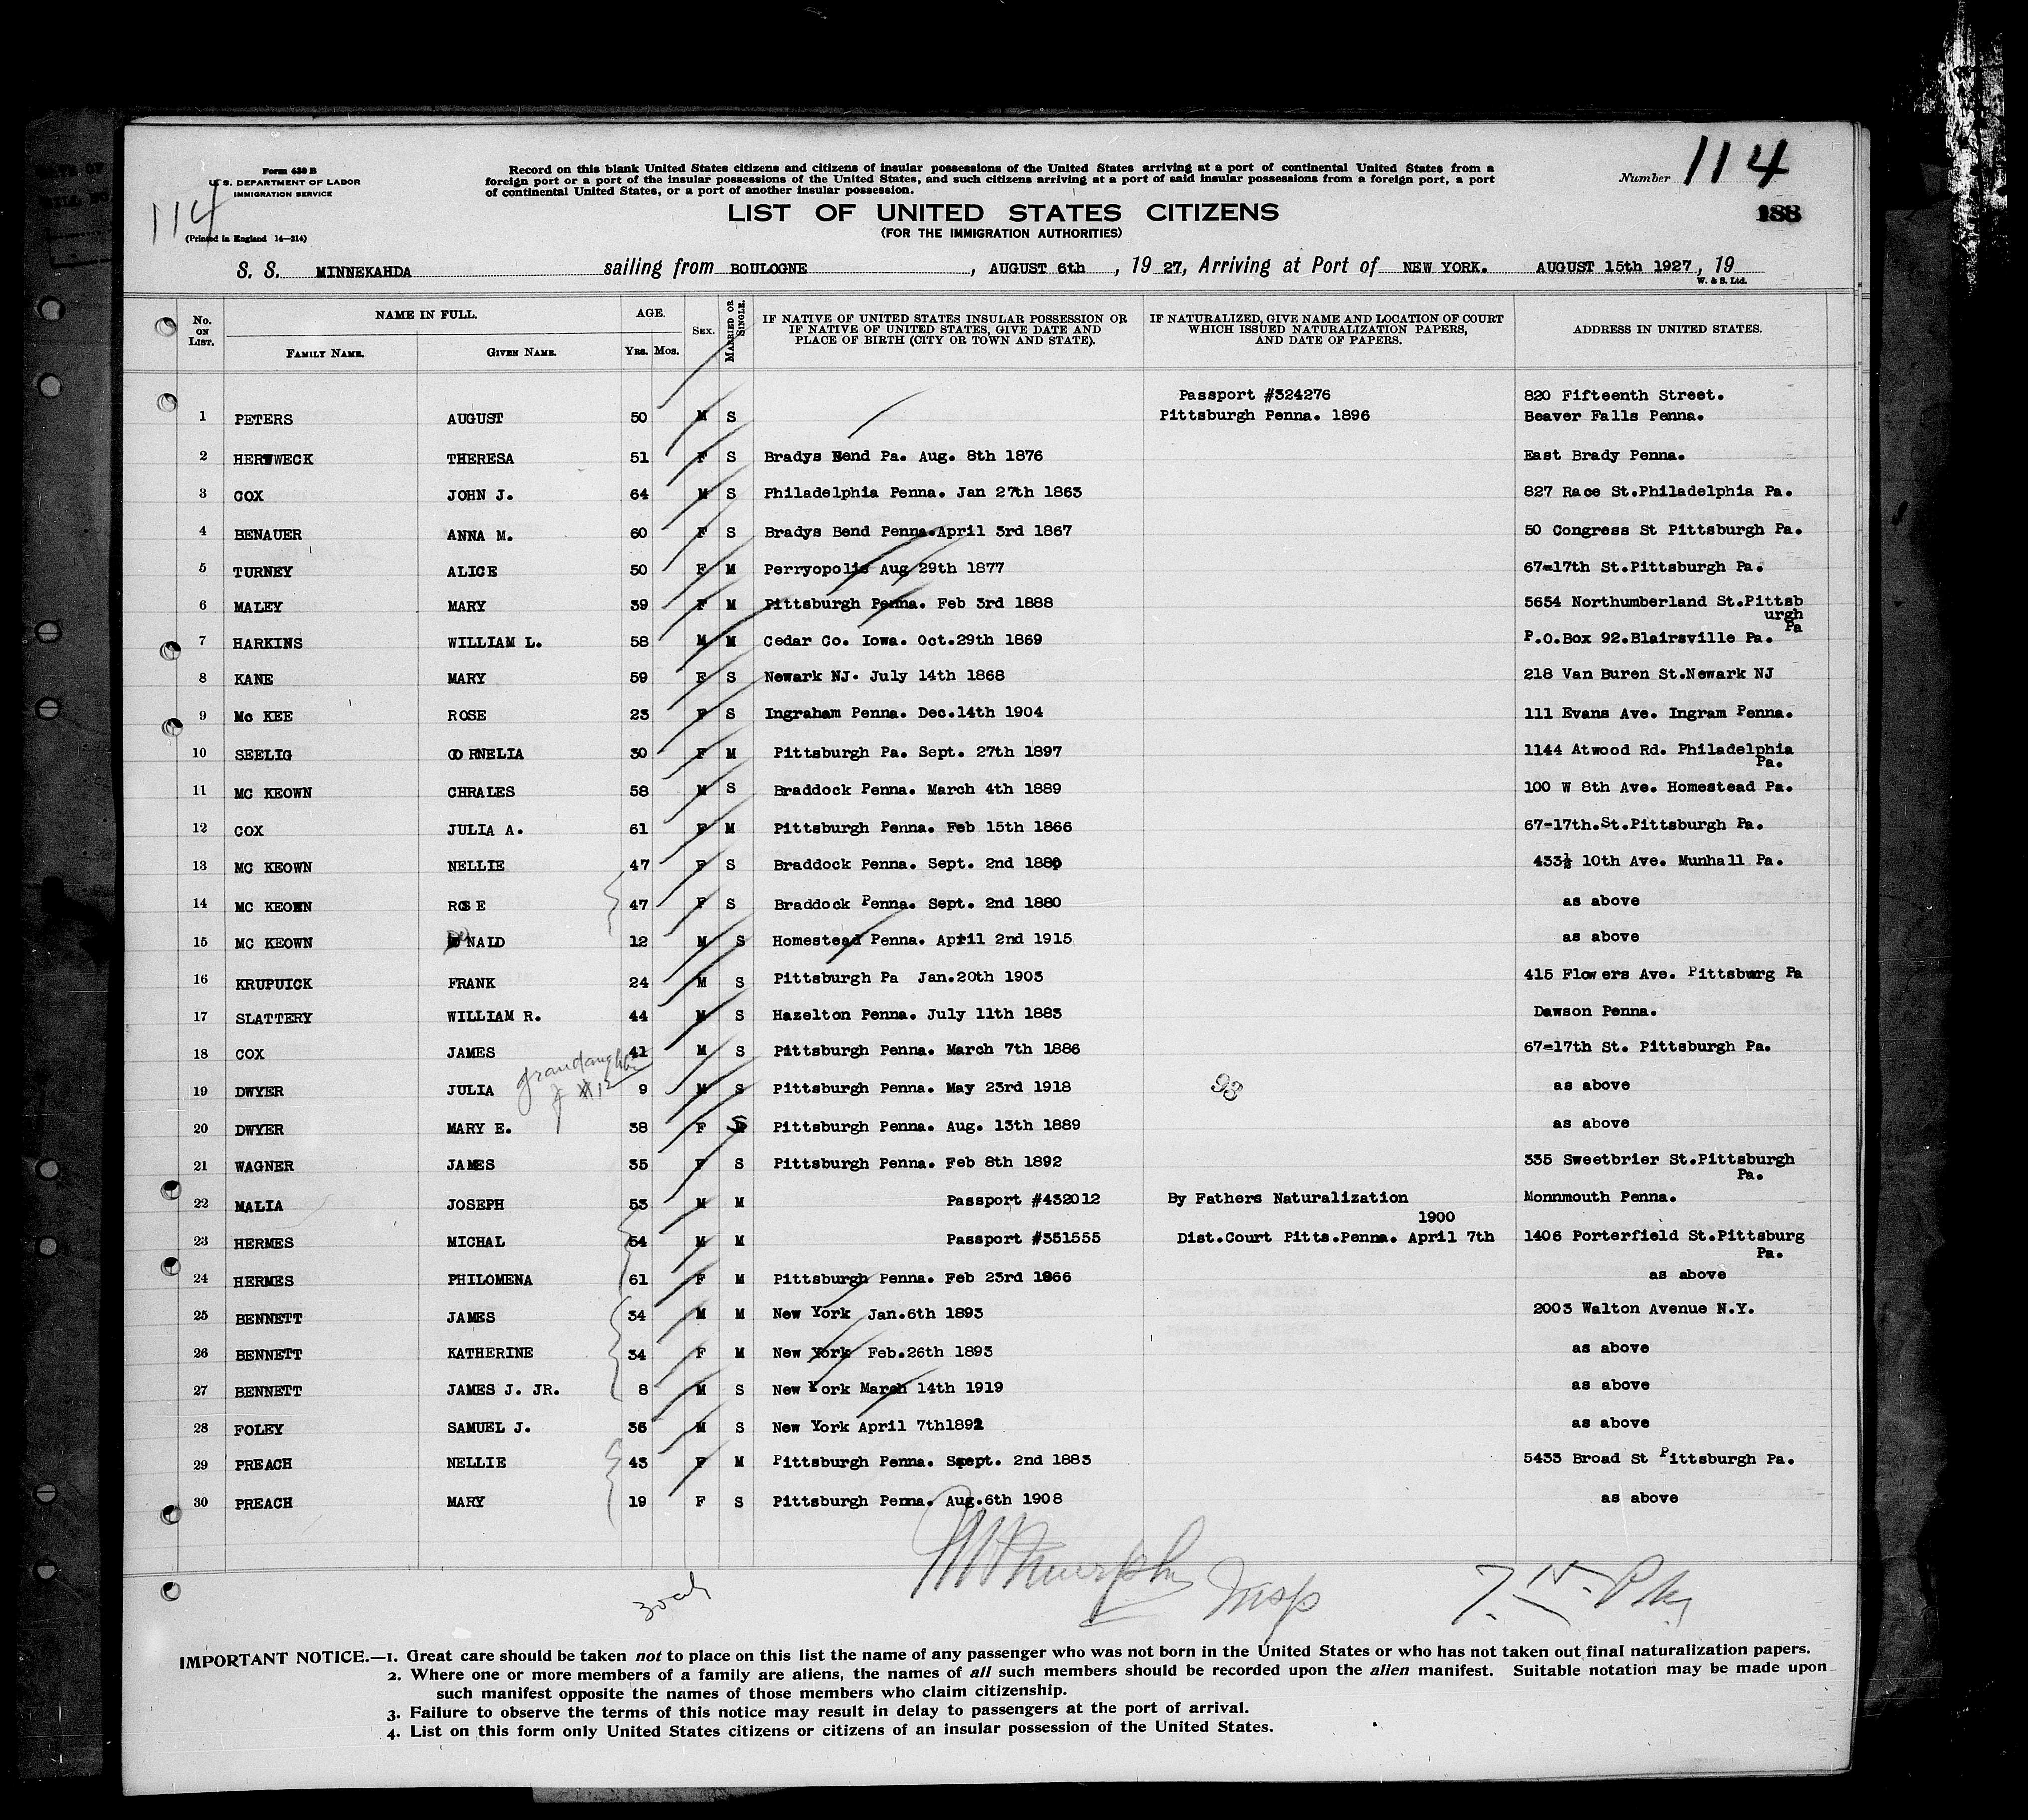 Form 630 B
U. S. DEPARTMENT OF LABOR
IMMIGRATION SERVICE
114
(Printed in England 14—214)
Record on this blank United States citizens and citizens of insular possessions of the United States arriving at a port of continental United States from a
foreign port or a port of the insular possessions of the United States, and such citizens arriving at a port of said insular possessions from a foreign port, a port
of continental United States, or a port of another insular possession.
LIST OF UNITED STATES CITIZENS
(FOR THE IMMIGRATION AUTHORITIES)
Number 114
188
S. S. MINNEKAHDA sailing from BOULOGNE, AUGUST 6th, 19 27, Arriving at Port of NEW YORK. AUGUST 15th 1927, 19
W. & S. Ltd.
No. ON LIST. NAME IN FULL. FAMILY NAME. GIVEN NAME. AGE. YRS. MOS. SEX. MARRIED OR SINGLE. IF NATIVE OF UNITED STATES INSULAR POSSESSION OR IF NATIVE OF UNITED STATES, GIVE DATE AND PLACE OF BIRTH (CITY OR TOWN AND STATE). IF NATURALIZED, GIVE NAME AND LOCATION OF COURT WHICH ISSUED NATURALIZATION PAPERS, AND DATE OF PAPERS. ADDRESS IN UNITED STATES.
Passport #324276 820 Fifteenth Street.
1 PETERS AUGUST 50 M S Pittsburgh Penna. 1896 Beaver Falls Penna.
2 HERTWECK THERESA 51 F S Bradys Bend Pa. Aug. 8th 1876 East Brady Penna.
3 COX JOHN J. 64 M S Philadelphia Penna. Jan 27th 1863 827 Race St.Philadelphia Pa.
4 BENAUER ANNA M. 60 F S Bradys Bend Penna.April 3rd 1867 50 Congress St Pittsburgh Pa.
5 TURNEY ALICE 50 F M Perryopolis Aug 29th 1877 67-17th St.Pittsburgh Pa.
6 MALEY MARY 39 F M Pittsburgh Penna. Feb 3rd 1888 5654 Northumberland St.Pittsb
urgh
Pa
7 HARKINS WILLIAM L. 58 M M Cedar Co. Iowa. Oct.29th 1869 P.O.Box 92.Blairsville Pa.
8 KANE MARY 59 F S Newark NJ. July 14th 1868 218 Van Buren St.Newark NJ
9 Mc KEE ROSE 23 F S Ingraham Penna. Dec.14th 1904 111 Evans Ave. Ingram Penna.
10 SEELIG CORNELIA 30 F M Pittsburgh Pa. Sept. 27th 1897 1144 Atwood Rd. Philadelphia
Pa.
11 MC KEOWN CHRALES 58 M S Braddock Penna. March 4th 1889 100 W 8th Ave. Homestead Pa.
12 COX JULIA A. 61 F M Pittsburgh Penna. Feb 15th 1866 67-17th.St.Pittsburgh Pa.
13 MC KEOWN NELLIE 47 F S Braddock Penna. Sept. 2nd 1880 433½ 10th Ave. Munhall Pa.
14 MC KEOWN ROSE 47 F S Braddock Penna. Sept. 2nd 1880 as above
15 MC KEOWN DONALD 12 M S Homestead Penna. April 2nd 1915 as above
16 KRUPUICK FRANK 24 M S Pittsburgh Pa Jan.20th 1903 415 Flowers Ave. Pittsburg Pa
17 SLATTERY WILLIAM R. 44 M S Hazelton Penna. July 11th 1883 Dawson Penna.
18 COX JAMES 41 M S Pittsburgh Penna. March 7th 1886 67-17th St. Pittsburgh Pa.
grandaughter
of #12
19 DWYER JULIA 9 M S Pittsburgh Penna. May 23rd 1918 93 as above
20 DWYER MARY E. 38 F S Pittsburgh Penna. Aug. 13th 1889 as above
21 WAGNER JAMES 35 F S Pittsburgh Penna. Feb 8th 1892 335 Sweetbrier St.Pittsburgh
Pa.
22 MALIA JOSEPH 53 M M Passport #432012 By Fathers Naturalization Monnmouth Penna.
1900
23 HERMES MICHAL 54 M M Passport #351555 Dist.Court Pitts.Penna. April 7th 1406 Porterfield St.Pittsburg
Pa.
24 HERMES PHILOMENA 61 F M Pittsburgh Penna. Feb 23rd 1866 as above
25 BENNETT JAMES 34 M M New York Jan.6th 1893 2003 Walton Avenue N.Y.
26 BENNETT KATHERINE 34 F M New York Feb.26th 1893 as above
27 BENNETT JAMES J. JR. 8 M S New York March 14th 1919 as above
28 FOLEY SAMUEL J. 36 M S New York April 7th1892 as above
29 PREACH NELLIE 43 F M Pittsburgh Penna. Sept. 2nd 1883 5433 Broad St Pittsburgh Pa.
30 PREACH MARY 19 F S Pittsburgh Penna. Aug.6th 1908 as above
Murphy Insp
IMPORTANT NOTICE.—1. Great care should be taken not to place on this list the name of any passenger who was not born in the United States or who has not taken out final naturalization papers.
2. Where one or more members of a family are aliens, the names of all such members should be recorded upon the alien manifest. Suitable notation may be made upon
such manifest opposite the names of those members who claim citizenship.
3. Failure to observe the terms of this notice may result in delay to passengers at the port of arrival.
4. List on this form only United States citizens or citizens of an insular possession of the United States.